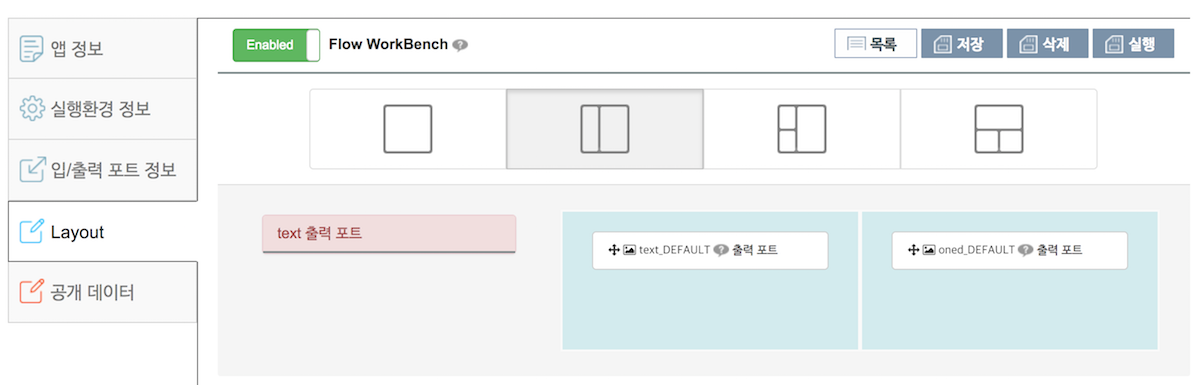 앱 정보
실행환경 정보
입/출력 포트 정보
Layout
공개 데이터
Enabled Flow WorkBench ?
목록 저장 삭제 실행
text 출력 포트
text_DEFAULT ? 출력 포트
oned_DEFAULT ? 출력 포트